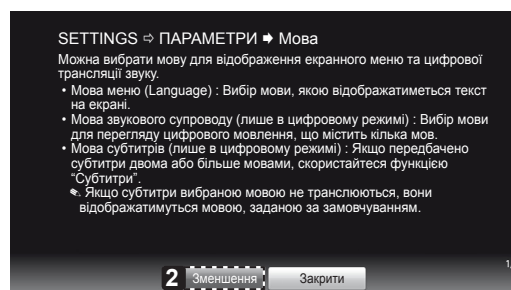 SETTINGS ⇨ ПАРАМЕТРИ ➡ Мова
Можна вибрати мову для відображення екранного меню та цифрової
трансляції звуку.
• Мова меню (Language) : Вибір мови, якою відображатиметься текст
на екрані.
• Мова звукового супроводу (лише в цифровому режимі) : Вибір мови
для перегляду цифрового мовлення, що містить кілька мов.
• Мова субтитрів (лише в цифровому режимі) : Якщо передбачено
субтитри двома або більше мовами, скористайтеся функцією
“Субтитри”.
✎ Якщо субтитри вибраною мовою не транслюються, вони
відображатимуться мовою, заданою за замовчуванням.
2 Зменшення Закрити